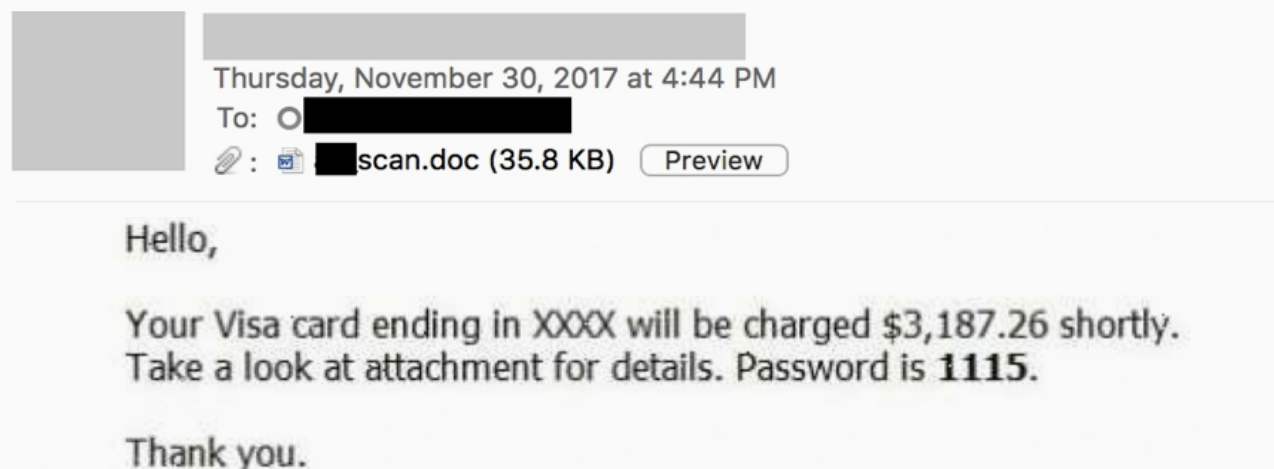 Thursday, November 30, 2017 at 4:44 PM
To:
: scan.doc (35.8 KB) Preview
Hello,
Your Visa card ending in XXXX will be charged $3,187.26 shortly.
Take a look at attachment for details. Password is 1115.
Thank you.